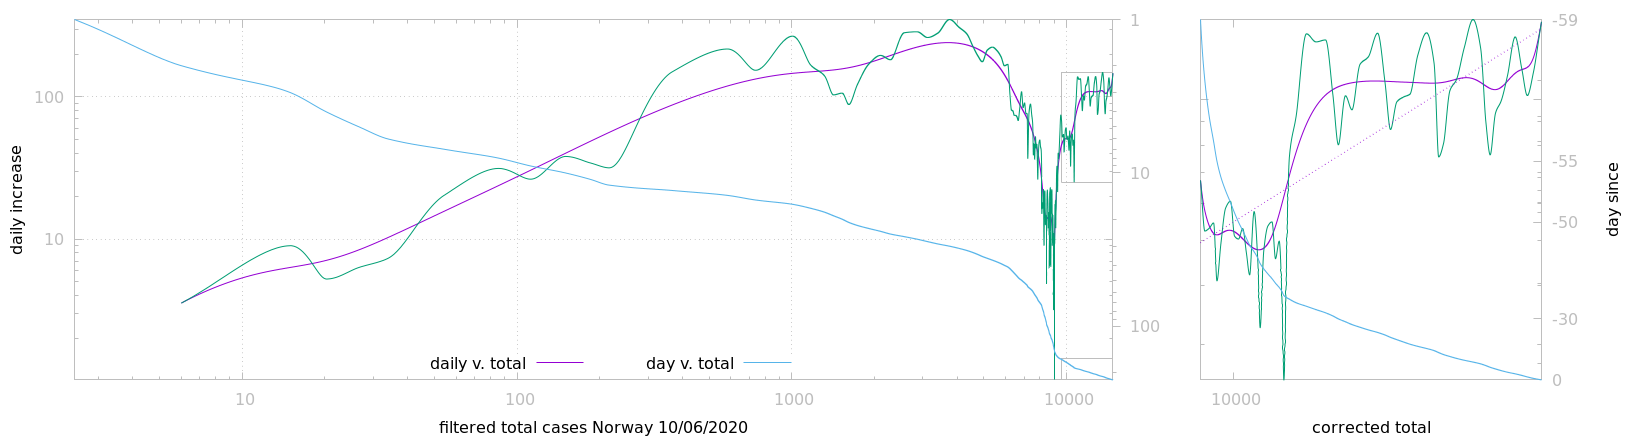 daily increase
100
10
10
100
1000
10000
1
10
100
daily v. total
day v. total
filtered total cases Norway 10/06/2020
10000
-59
-55
-50
-30
0
day since
corrected total